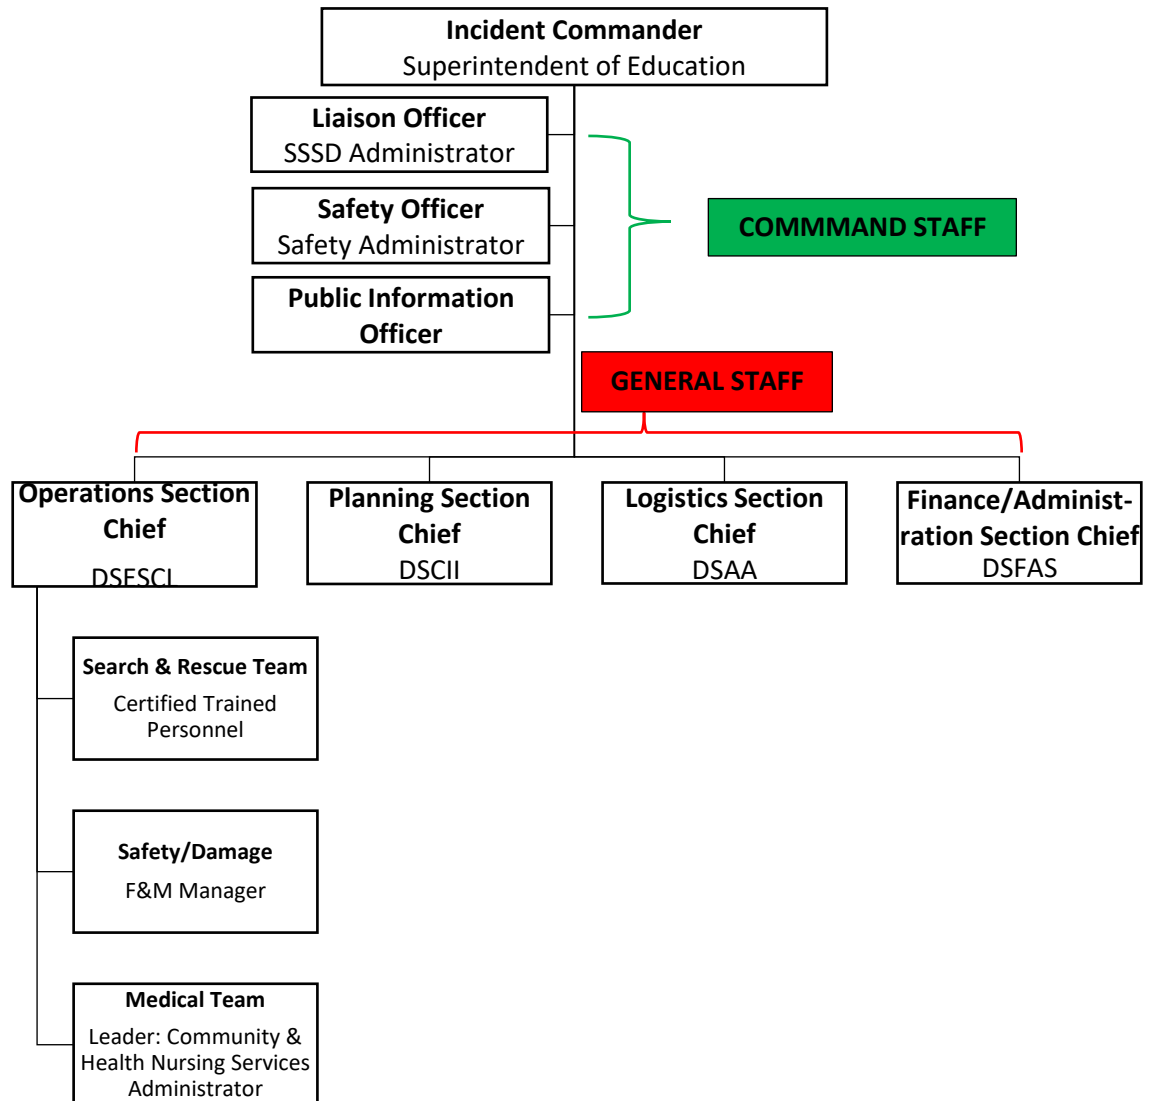 Incident Commander
Superintendent of Education
Liaison Officer
SSSD Administrator
Safety Officer
Safety Administrator
COMMMAND STAFF
Public Information
Officer
GENERAL STAFF
Operations Section
Chief
DSESCL
Planning Section
Chief
DSCII
Logistics Section
Chief
DSAA
Finance/Administ-
ration Section Chief
DSFAS
Search & Rescue Team
Certified Trained
Personnel
Safety/Damage
F&M Manager
Medical Team
Leader: Community &
Health Nursing Services
Administrator